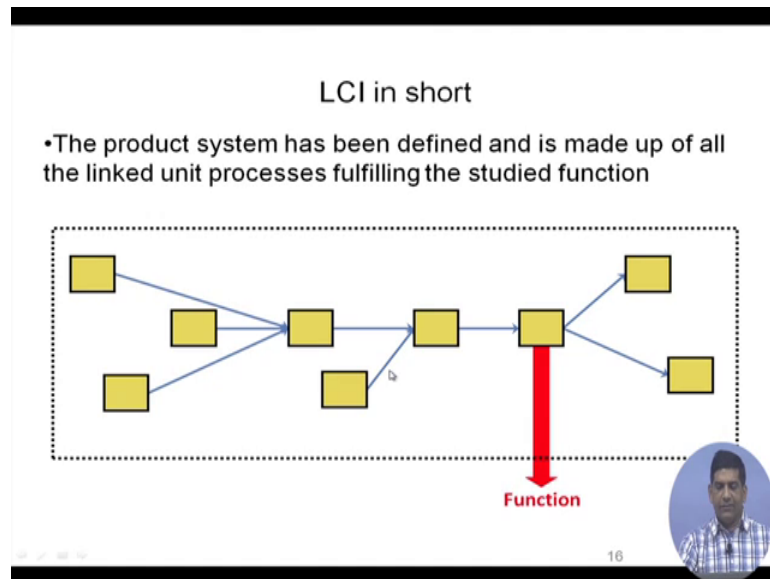 LCI in short
•The product system has been defined and is made up of all
the linked unit processes fulfilling the studied function
Function
16